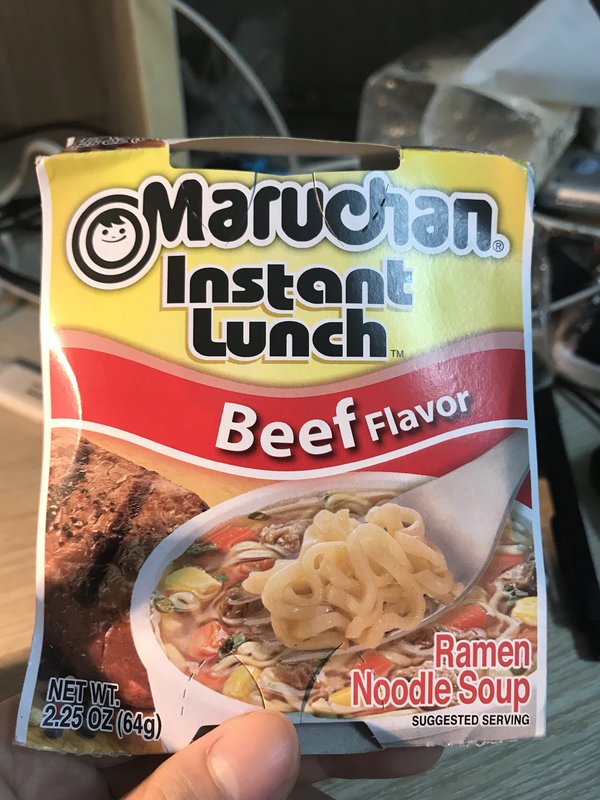 Maruchan®
Instant
Lunch™
Beef Flavor
Ramen
Noodle Soup
SUGGESTED SERVING
NET WT.
2.25 OZ (64g)